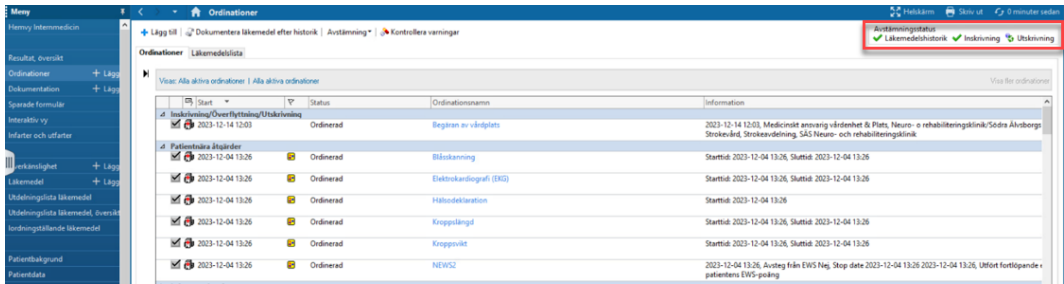 Meny
Ordinationer
Helskärm
Skriv ut
0 minuter sedan
Hemvy Internmedicin
Resultat, översikt
Ordinationer + Lägg
Dokumentation + Lägg
Sparade formulär
Interaktiv vy
Infarter och utfarter
verkänslighet + Lägg
Läkemedel + Lägg
Utdelningslista läkemedel
Utdelningslista läkemedel, översikt
Iordningställande läkemedel
Patientbakgrund
Patientdata
+ Lägg till | Dokumentera läkemedel efter historik | Avstämning | Kontrollera varningar
Avstämningsstatus
Läkemedelshistorik Inskrivning Utskrivning
Ordinationer Läkemedelslista
Visas: Alla aktiva ordinationer | Alla aktiva ordinationer
Visa fler ordinationer
Start Status Ordinationsnamn Information
Inskrivning/Överflyttning/Utskrivning
2023-12-14 12:03 Ordinerad Begäran av vårdplats 2023-12-14 12:03, Medicinskt ansvarig vårdenhet & Plats, Neuro- o rehabiliteringsklinik/Södra Älvsborgs
Strokevård, Strokeavdelning, SÄS Neuro- och rehabiliteringsklinik
Patientnära åtgärder
2023-12-04 13:26 Ordinerad Blåsskanning Starttid: 2023-12-04 13:26, Sluttid: 2023-12-04 13:26
2023-12-04 13:26 Ordinerad Elektrokardiografi (EKG) Starttid: 2023-12-04 13:26, Sluttid: 2023-12-04 13:26
2023-12-04 13:26 Ordinerad Hälsodeklaration Starttid: 2023-12-04 13:26
2023-12-04 13:26 Ordinerad Kroppslängd Starttid: 2023-12-04 13:26, Sluttid: 2023-12-04 13:26
2023-12-04 13:26 Ordinerad Kroppsvikt Starttid: 2023-12-04 13:26, Sluttid: 2023-12-04 13:26
2023-12-04 13:26 Ordinerad NEWS2 2023-12-04 13:26, Avsteg från EWS Nej, Stop date 2023-12-04 13:26 2023-12-04 13:26, Utfört fortlöpande e
patientens EWS-poäng